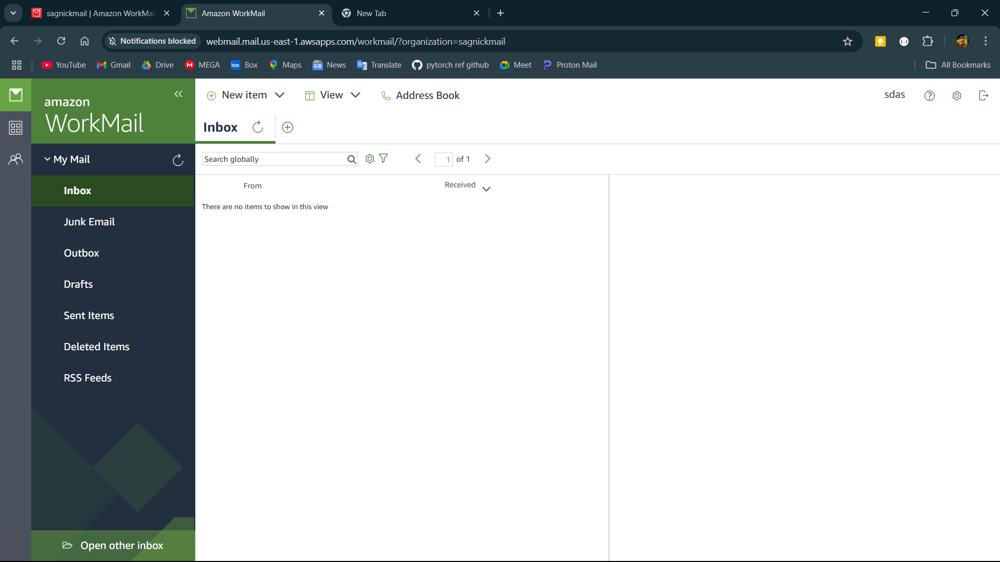 sagnickmail | Amazon WorkMai
Amazon WorkMail
New Tab
Notifications blocked
webmail.mail.us-east-1.awsapps.com/workmail/?organization=sagnickmail
YouTube
Gmail
Drive
MEGA
box Box
Maps
News
Translate
pytorch ref github
Meet
Proton Mail
All Bookmarks
amazon
WorkMail
New item
View
Address Book
sdas
Inbox
My Mail
Search globally
1 of 1
Inbox
Junk Email
Outbox
Drafts
Sent Items
Deleted Items
RSS Feeds
From
Received
There are no items to show in this view
Open other inbox